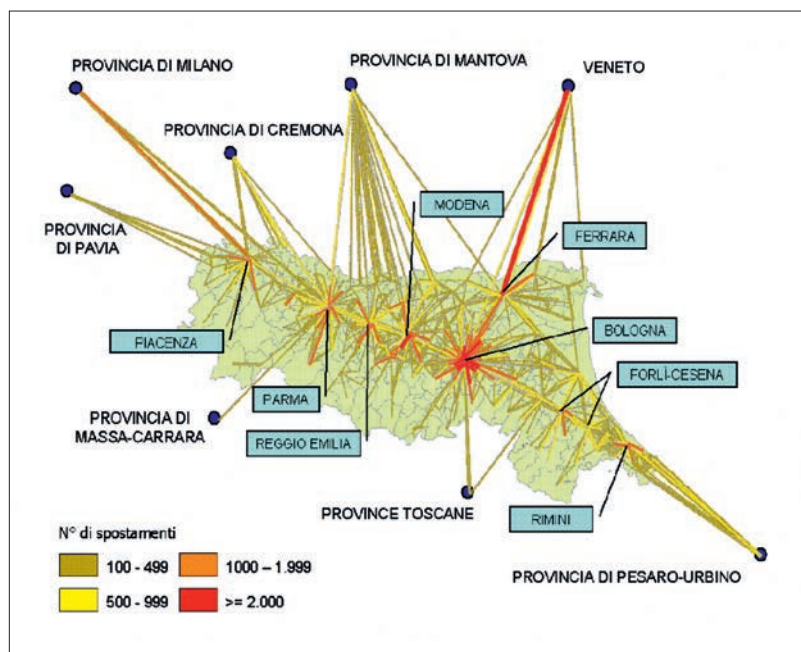 PROVINCIA DI MILANO
PROVINCIA DI MANTOVA
VENETO
PROVINCIA DI CREMONA
PROVINCIA
DI PAVIA
MODENA
FERRARA
PIACENZA
BOLOGNA
PARMA
FORLÌ-CESENA
PROVINCIA DI
MASSA-CARRARA
REGGIO EMILIA
PROVINCE TOSCANE
RIMINI
PROVINCIA DI PESARO-URBINO
N° di spostamenti
100 - 499
1000 – 1.999
500 - 999
>= 2.000